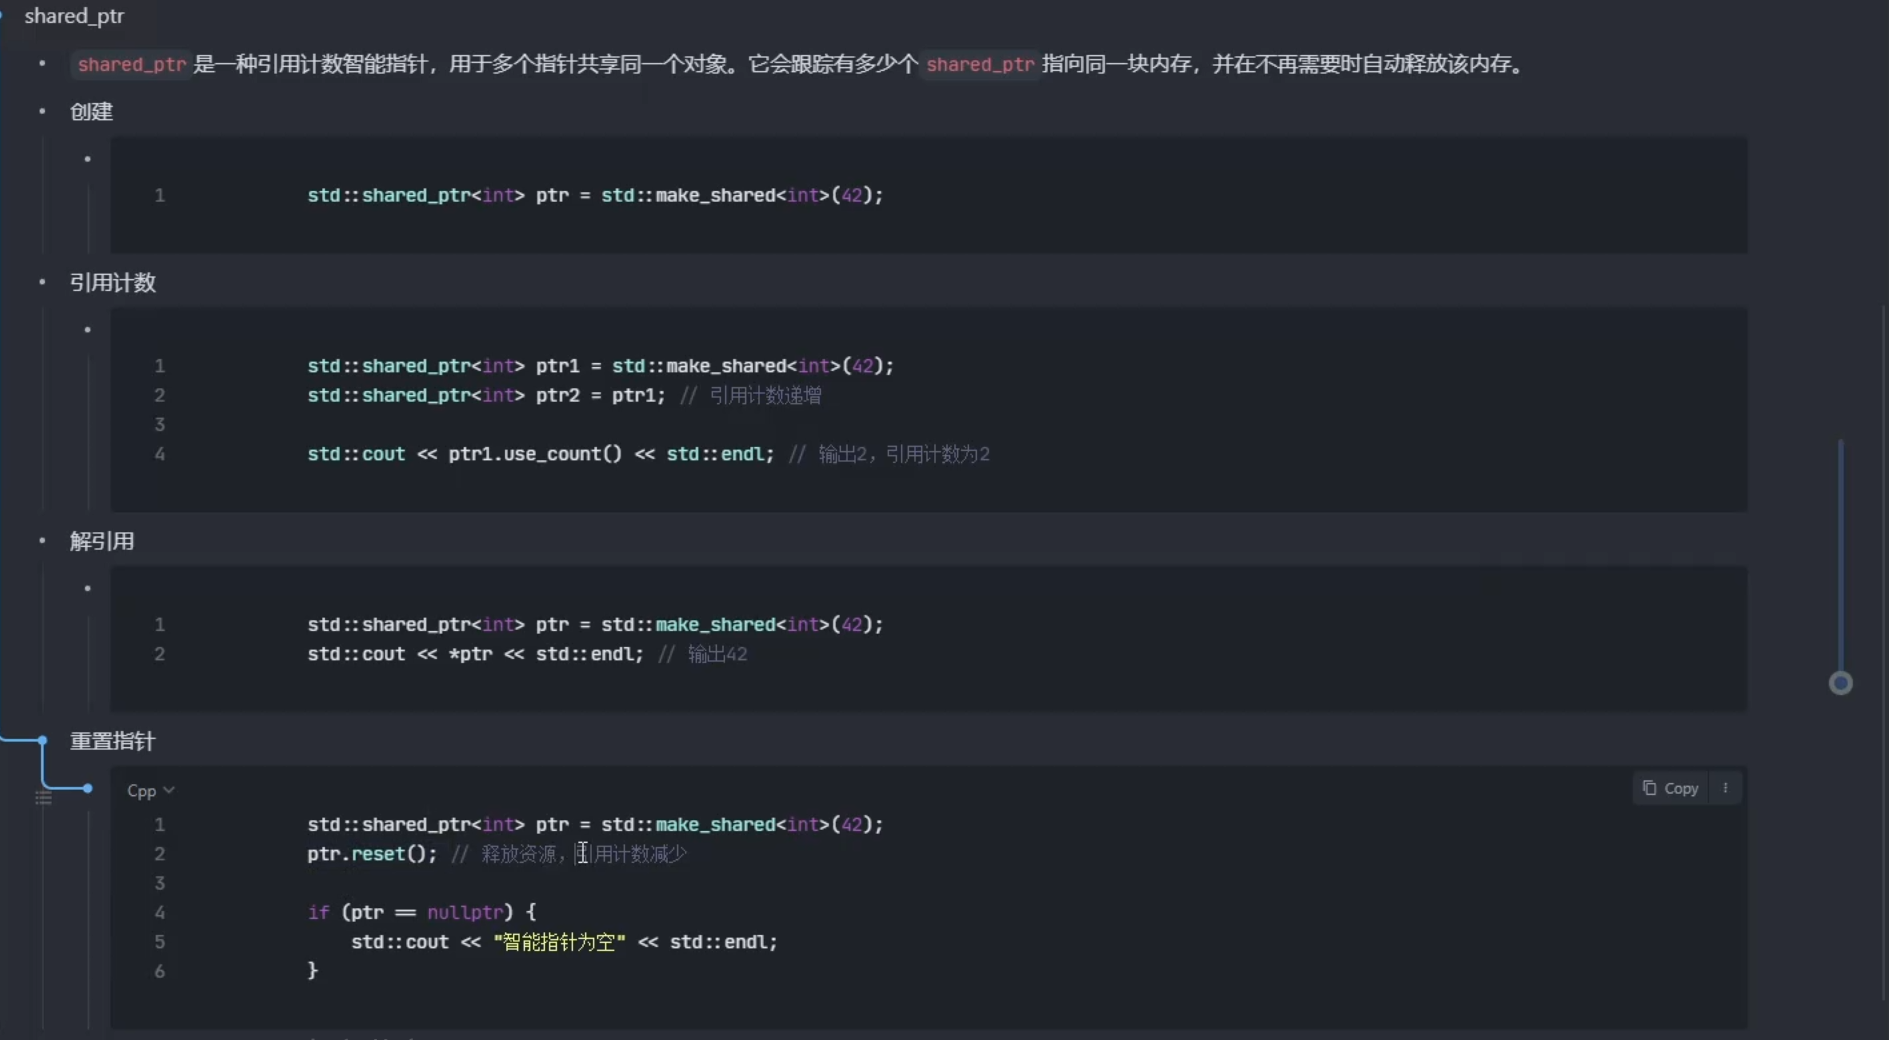 shared_ptr
shared_ptr 是一种引用计数智能指针，用于多个指针共享同一个对象。它会跟踪有多少个 shared_ptr 指向同一块内存，并在不再需要时自动释放该内存。
创建
1 std::shared_ptr<int> ptr = std::make_shared<int>(42);
引用计数
1 std::shared_ptr<int> ptr1 = std::make_shared<int>(42);
2 std::shared_ptr<int> ptr2 = ptr1; // 引用计数递增
3
4 std::cout << ptr1.use_count() << std::endl; // 输出2，引用计数为2
解引用
1 std::shared_ptr<int> ptr = std::make_shared<int>(42);
2 std::cout << *ptr << std::endl; // 输出42
重置指针
Cpp
Copy
1 std::shared_ptr<int> ptr = std::make_shared<int>(42);
2 ptr.reset(); // 释放资源，引用计数减少
3
4 if (ptr == nullptr) {
5 std::cout << "智能指针为空" << std::endl;
6 }